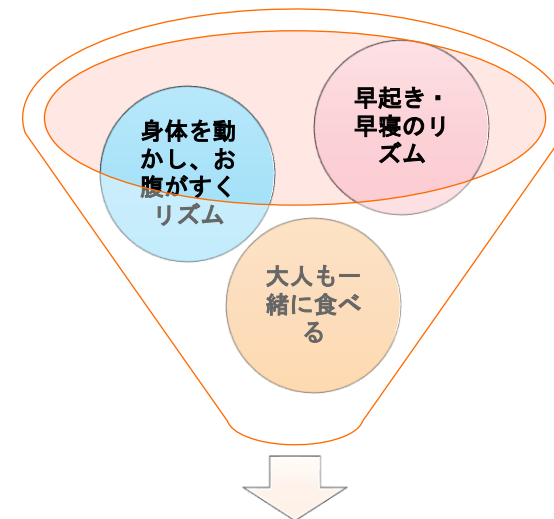 身体を動
かし、お
腹がすく
リズム
早起き・
早寝のリ
ズム
大人も一
緒に食べ
る